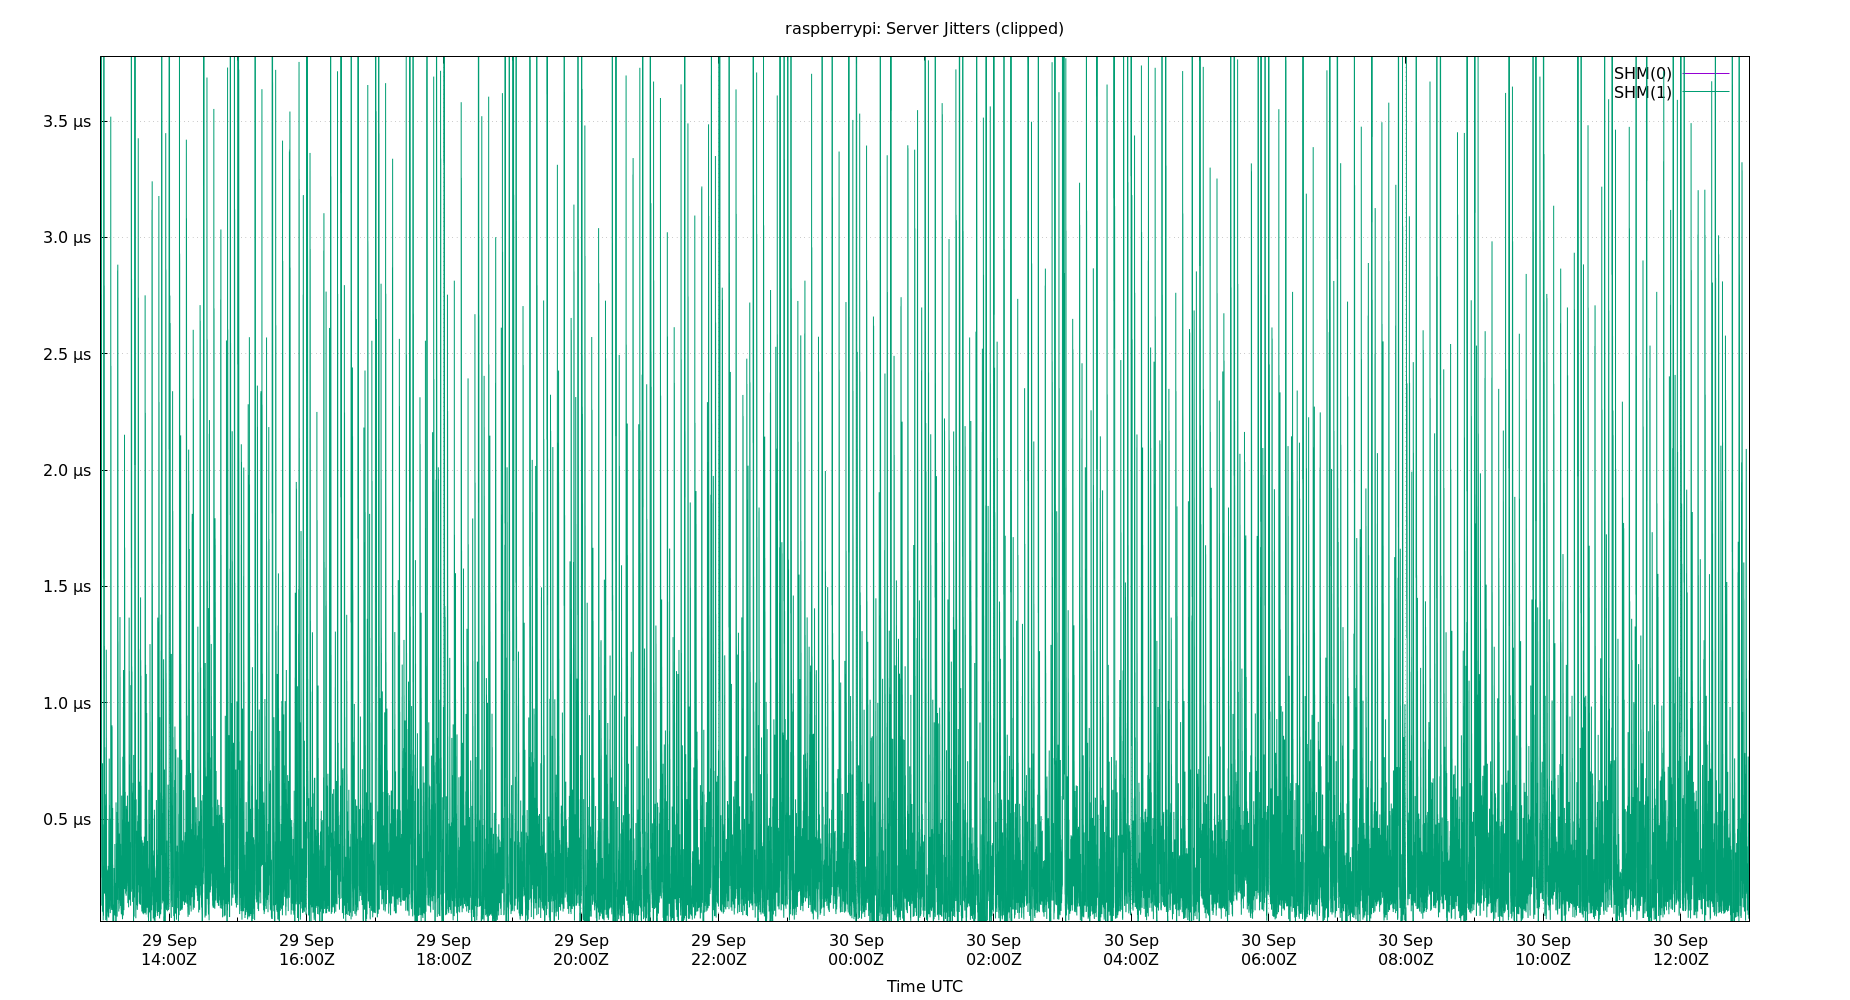 raspberrypi: Server Jitters (clipped)
SHM(0)
SHM(1)
3.5 μs
3.0 μs
2.5 μs
2.0 μs
1.5 μs
1.0 μs
0.5 μs
29 Sep 29 Sep 29 Sep 29 Sep 29 Sep 30 Sep 30 Sep 30 Sep 30 Sep 30 Sep 30 Sep 30 Sep
14:00Z 16:00Z 18:00Z 20:00Z 22:00Z 00:00Z 02:00Z 04:00Z 06:00Z 08:00Z 10:00Z 12:00Z
Time UTC